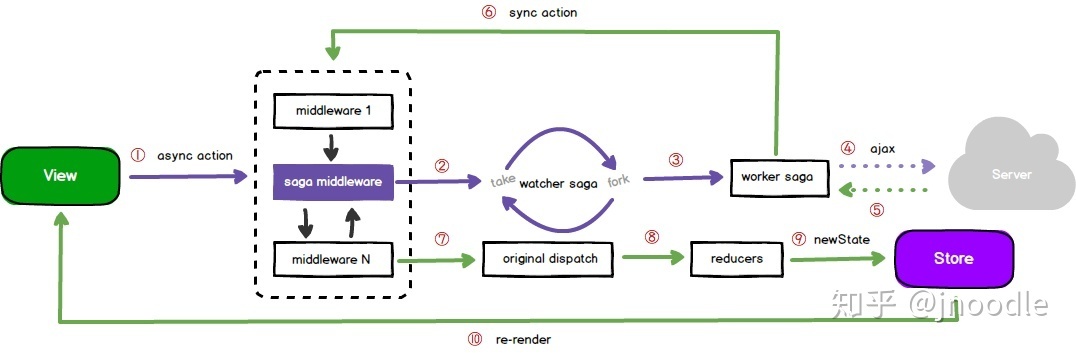 ⑥ sync action
middleware 1
① async action
View
saga middleware
②
take
watcher saga
fork
③
worker saga
④ ajax
Server
⑤
middleware N
⑦
original dispatch
⑧
reducers
⑨ newState
Store
知乎 @jnoodle
⑩ re-render